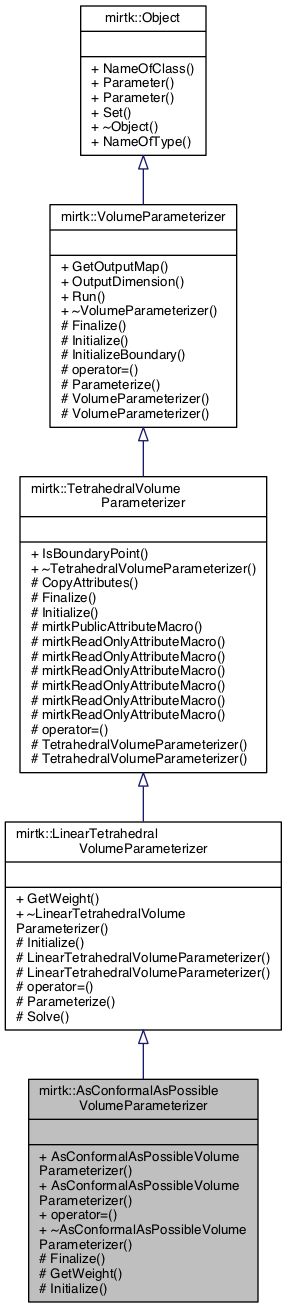 mirtk::Object
+ NameOfClass()
+ Parameter()
+ Parameter()
+ Set()
+ ~Object()
+ NameOfType()
mirtk::VolumeParameterizer
+ GetOutputMap()
+ OutputDimension()
+ Run()
+ ~VolumeParameterizer()
# Finalize()
# Initialize()
# InitializeBoundary()
# operator=()
# Parameterize()
# VolumeParameterizer()
# VolumeParameterizer()
mirtk::TetrahedralVolume
Parameterizer
+ IsBoundaryPoint()
+ ~TetrahedralVolumeParameterizer()
# CopyAttributes()
# Finalize()
# Initialize()
# mirtkPublicAttributeMacro()
# mirtkReadOnlyAttributeMacro()
# mirtkReadOnlyAttributeMacro()
# mirtkReadOnlyAttributeMacro()
# mirtkReadOnlyAttributeMacro()
# mirtkReadOnlyAttributeMacro()
# mirtkReadOnlyAttributeMacro()
# operator=()
# TetrahedralVolumeParameterizer()
# TetrahedralVolumeParameterizer()
mirtk::LinearTetrahedral
VolumeParameterizer
+ GetWeight()
+ ~LinearTetrahedralVolume
Parameterizer()
# Initialize()
# LinearTetrahedralVolumeParameterizer()
# LinearTetrahedralVolumeParameterizer()
# operator=()
# Parameterize()
# Solve()
mirtk::AsConformalAsPossible
VolumeParameterizer
+ AsConformalAsPossibleVolume
Parameterizer()
+ AsConformalAsPossibleVolume
Parameterizer()
+ operator=()
+ ~AsConformalAsPossibleVolume
Parameterizer()
# Finalize()
# GetWeight()
# Initialize()